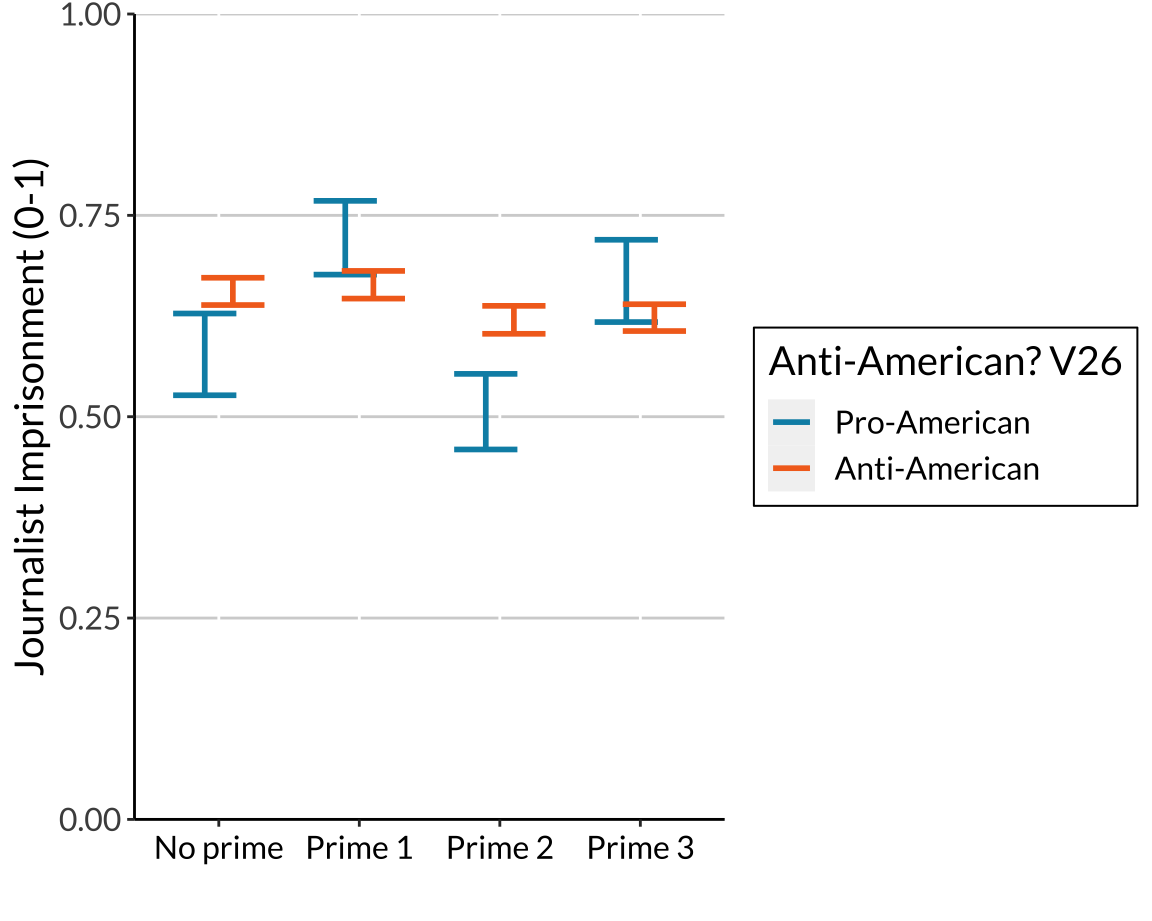 Journalist Imprisonment (0-1)
1.00
0.75
0.50
0.25
0.00
No prime
Prime 1
Prime 2
Prime 3
Anti-American? V26
Pro-American
Anti-American